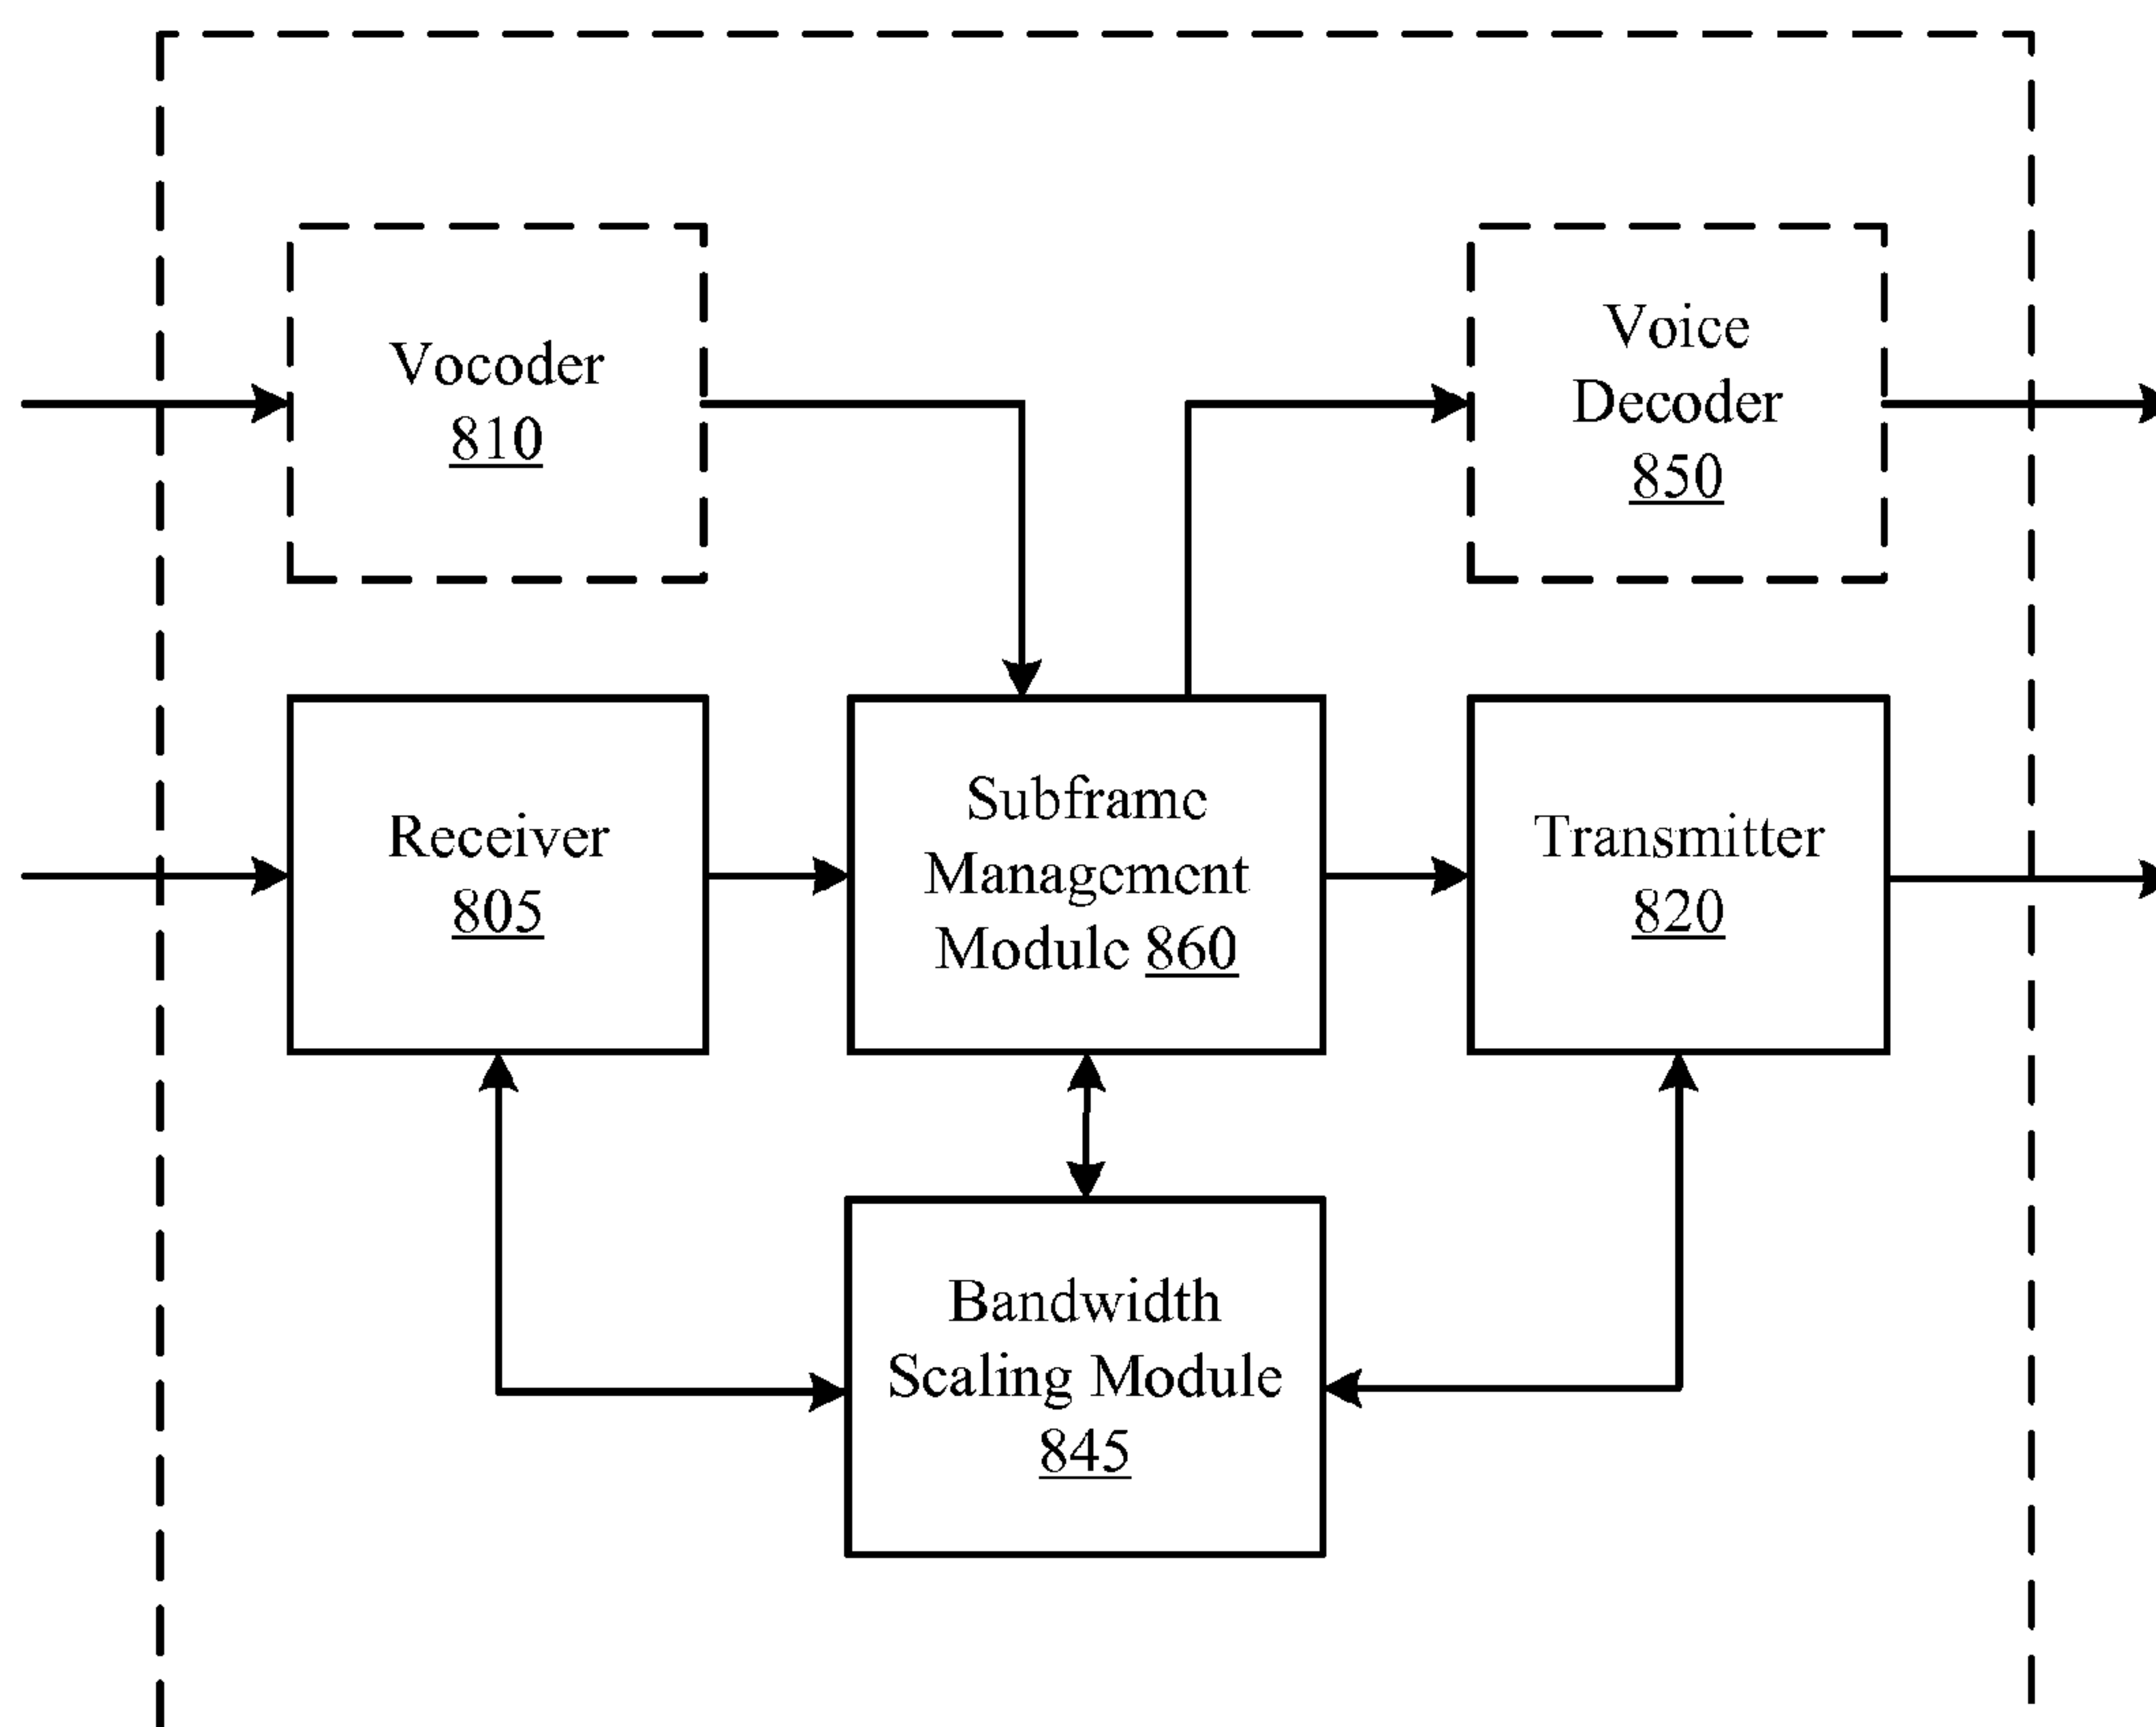 Vocoder
810
Voice
Decoder
850
Receiver
805
Subframe
Management
Module 860
Transmitter
820
Bandwidth
Scaling Module
845